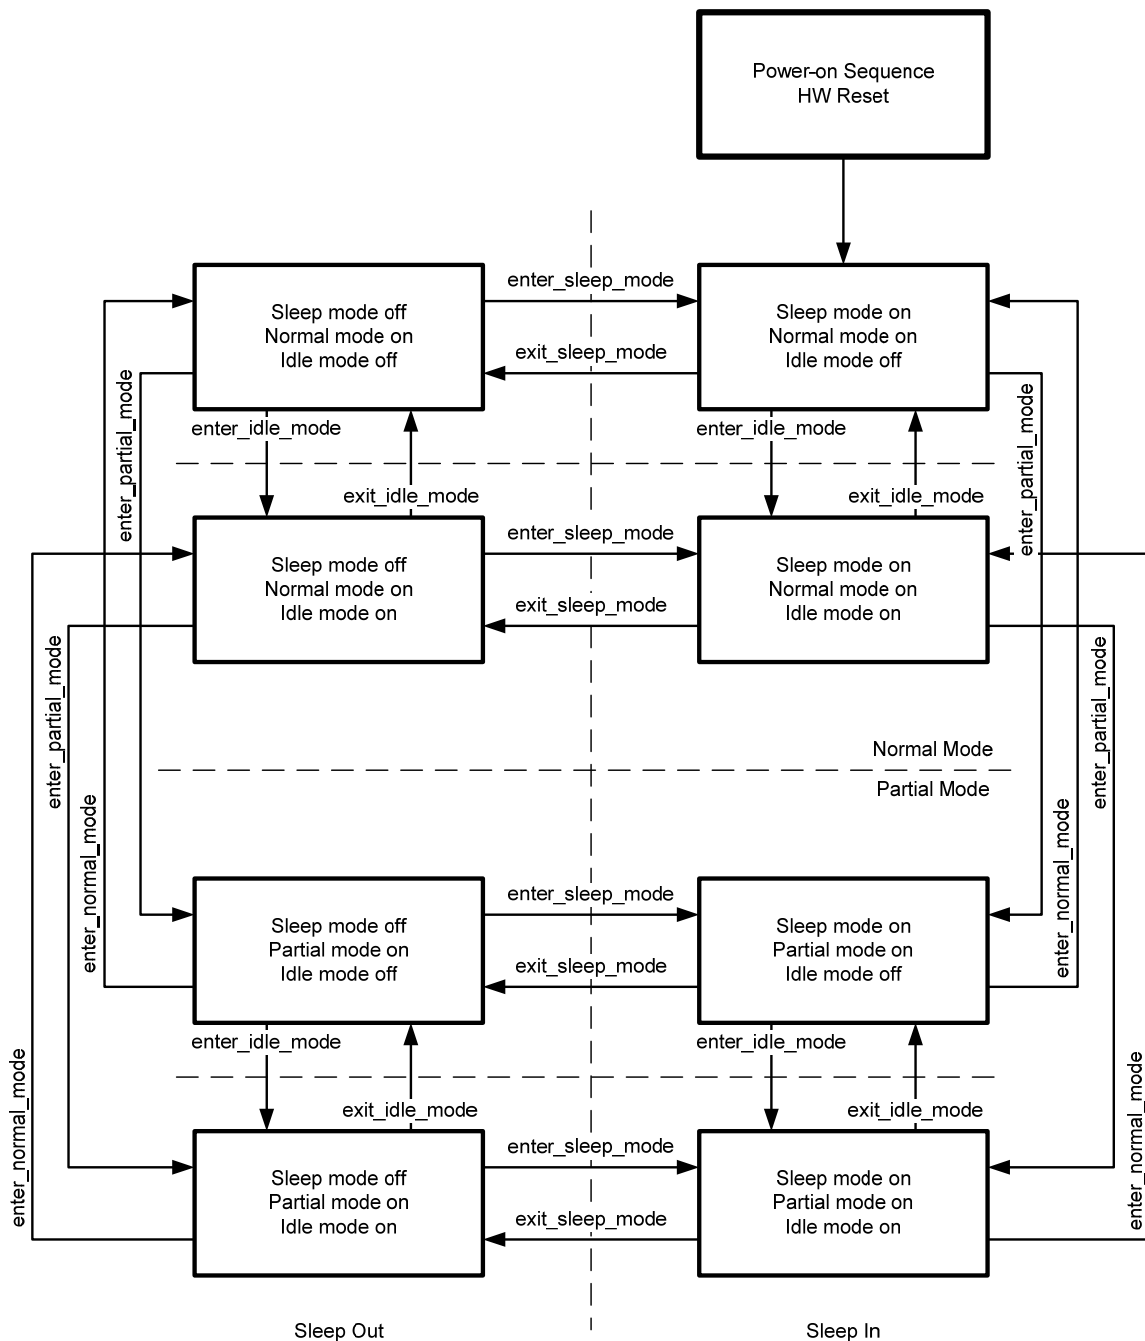 Power-on Sequence
HW Reset
enter_sleep_mode
Sleep mode off
Normal mode on
Idle mode off
Sleep mode on
Normal mode on
Idle mode off
exit_sleep_mode
enter_idle_mode
exit_idle_mode
enter_idle_mode
exit_idle_mode
enter_partial_mode
enter_partial_mode
enter_sleep_mode
Sleep mode off
Normal mode on
Idle mode on
Sleep mode on
Normal mode on
Idle mode on
exit_sleep_mode
enter_partial_mode
enter_partial_mode
Normal Mode
Partial Mode
enter_normal_mode
enter_normal_mode
enter_sleep_mode
Sleep mode off
Partial mode on
Idle mode off
Sleep mode on
Partial mode on
Idle mode off
exit_sleep_mode
enter_idle_mode
exit_idle_mode
enter_idle_mode
exit_idle_mode
enter_normal_mode
enter_normal_mode
enter_sleep_mode
Sleep mode off
Partial mode on
Idle mode on
Sleep mode on
Partial mode on
Idle mode on
exit_sleep_mode
Sleep Out
Sleep In